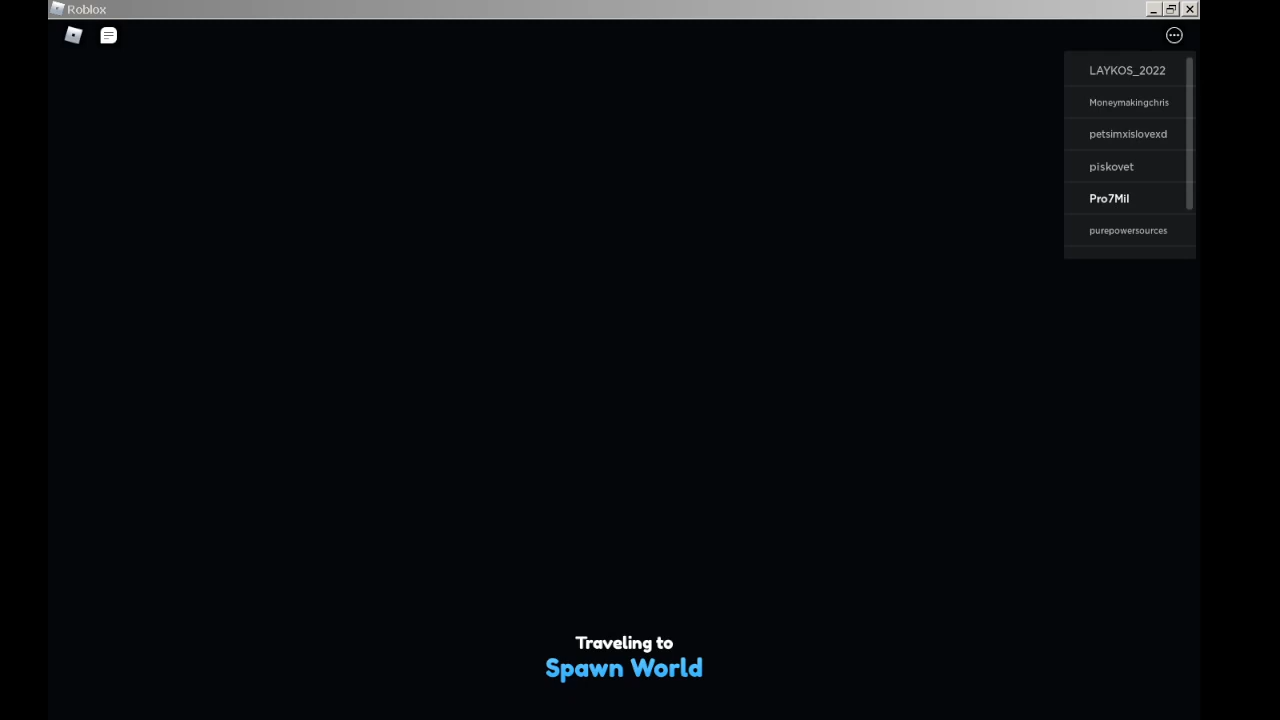 Roblox
LAYKOS_2022
Moneymakingchris
petsimxislovexd
piskovet
Pro7Mil
purepowersources
Traveling to
Spawn World